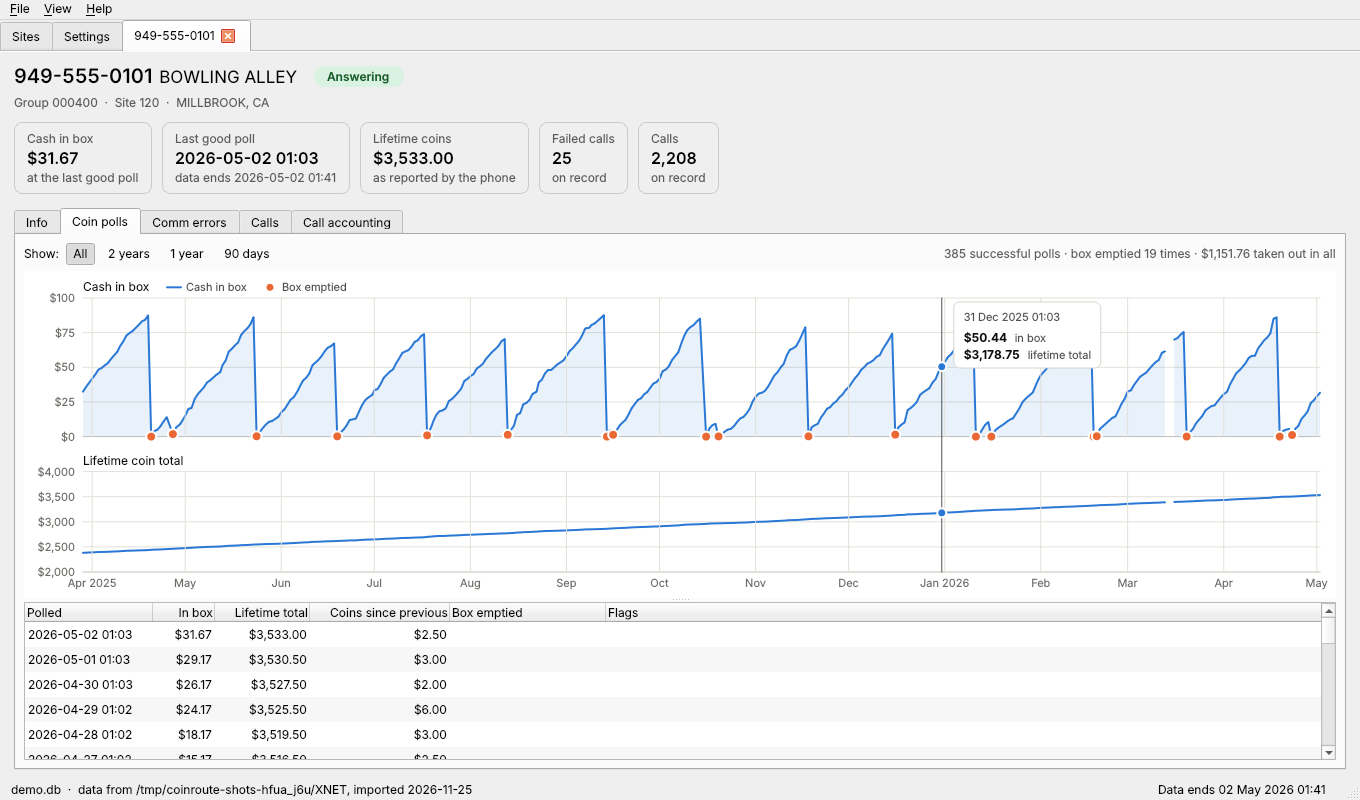 File View Help
Sites Settings 949-555-0101
949-555-0101 BOWLING ALLEY Answering
Group 000400 · Site 120 · MILLBROOK, CA
Cash in box Last good poll Lifetime coins Failed calls Calls
$31.67 2026-05-02 01:03 $3,533.00 25 2,208
at the last good poll data ends 2026-05-02 01:41 as reported by the phone on record on record
Info Coin polls Comm errors Calls Call accounting
Show: All 2 years 1 year 90 days 385 successful polls · box emptied 19 times · $1,151.76 taken out in all
Cash in box Cash in box Box emptied
$100
$75
$50
$25
$0
31 Dec 2025 01:03
$50.44 in box
$3,178.75 lifetime total
Lifetime coin total
$4,000
$3,500
$3,000
$2,500
$2,000
Apr 2025 May Jun Jul Aug Sep Oct Nov Dec Jan 2026 Feb Mar Apr May
Polled In box Lifetime total Coins since previous Box emptied Flags
2026-05-02 01:03 $31.67 $3,533.00 $2.50
2026-05-01 01:03 $29.17 $3,530.50 $3.00
2026-04-30 01:03 $26.17 $3,527.50 $2.00
2026-04-29 01:02 $24.17 $3,525.50 $6.00
2026-04-28 01:02 $18.17 $3,519.50 $3.00
2026-04-27 01:02 $15.17 $3,516.50
demo.db · data from /tmp/coinroute-shots-hfua_j6u/XNET, imported 2026-11-25 Data ends 02 May 2026 01:41